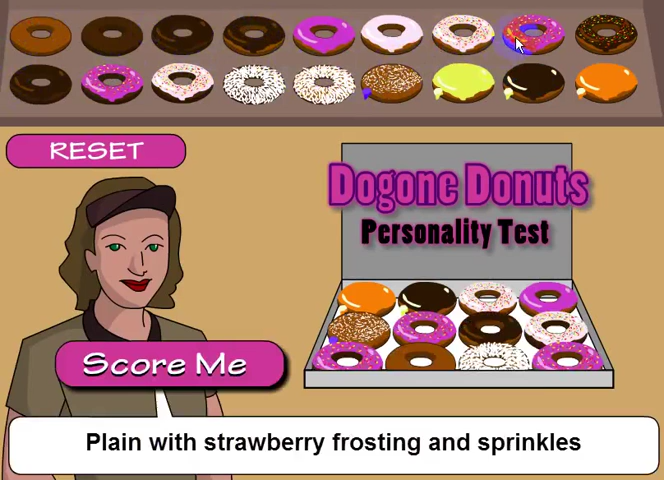 RESET
Dogone Donuts
Personality Test
Score Me
Plain with strawberry frosting and sprinkles